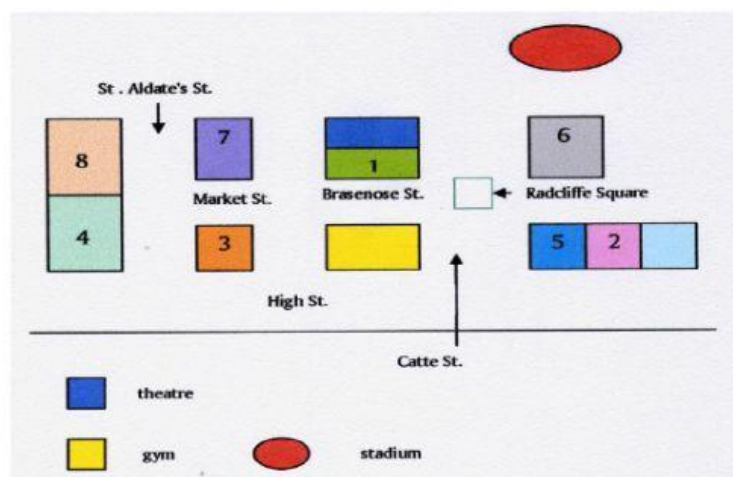 St . Aldate's St.
7
1
6
8
Market St.
Brasenose St.
Radcliffe Square
4
3
5
2
High St.
Catte St.
theatre
gym
stadium